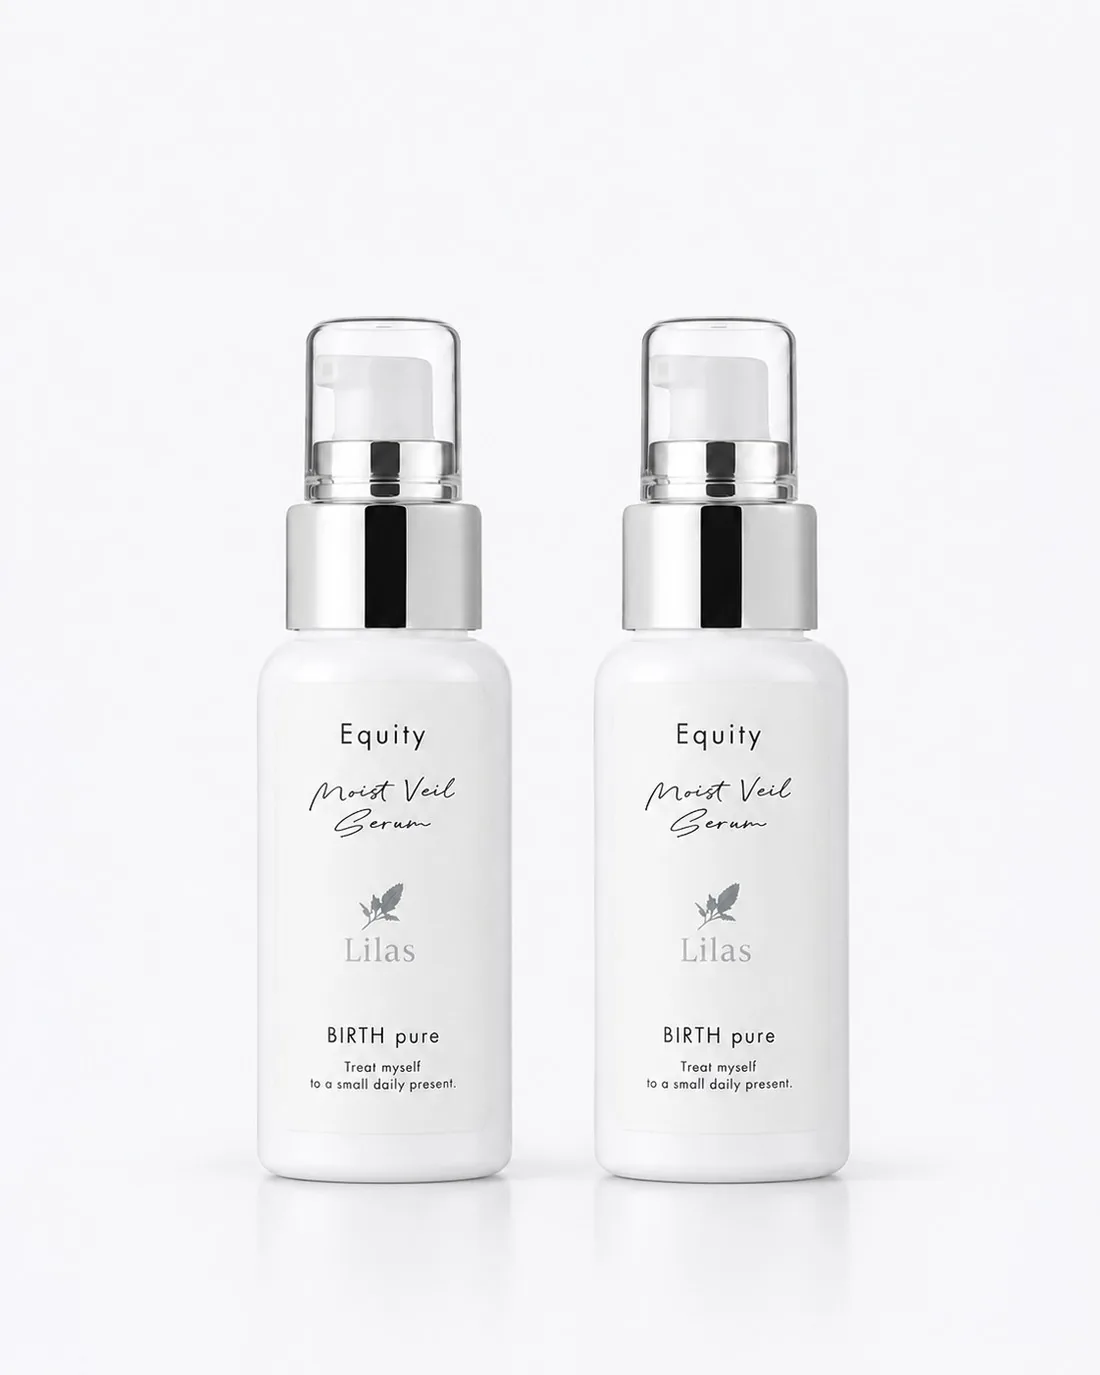 Equity
Moist Veil
Serum
Lilas
BIRTH pure
Treat myself
to a small daily present.
Equity
Moist Veil
Serum
Lilas
BIRTH pure
Treat myself
to a small daily present.